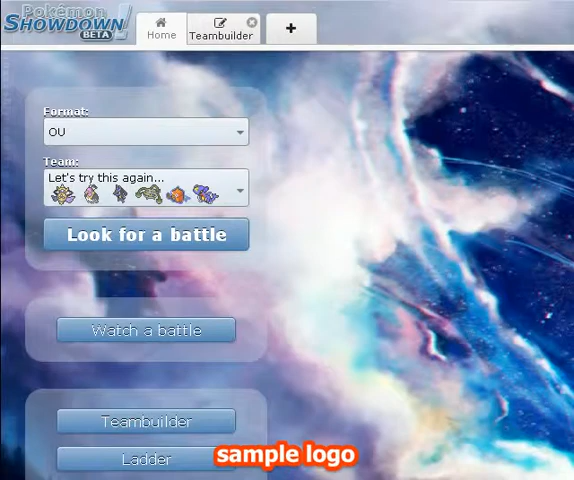 Pokémon
SHOWDOWN!
BETA
Home
Teambuilder
Format:
OU
Team:
Let's try this again...
Look for a battle
Watch a battle
Teambuilder
Ladder
sample logo